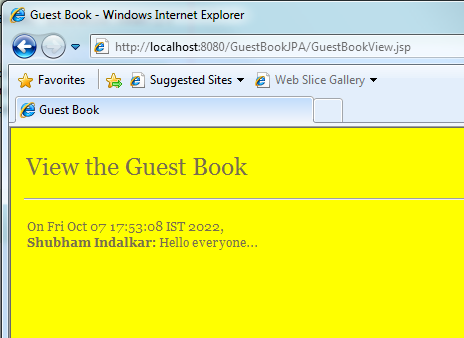 Guest Book - Windows Internet Explorer
http://localhost:8080/GuestBookJPA/GuestBookView.jsp
Favorites Suggested Sites Web Slice Gallery
Guest Book
View the Guest Book
On Fri Oct 07 17:53:08 IST 2022,
Shubham Indalkar: Hello everyone...